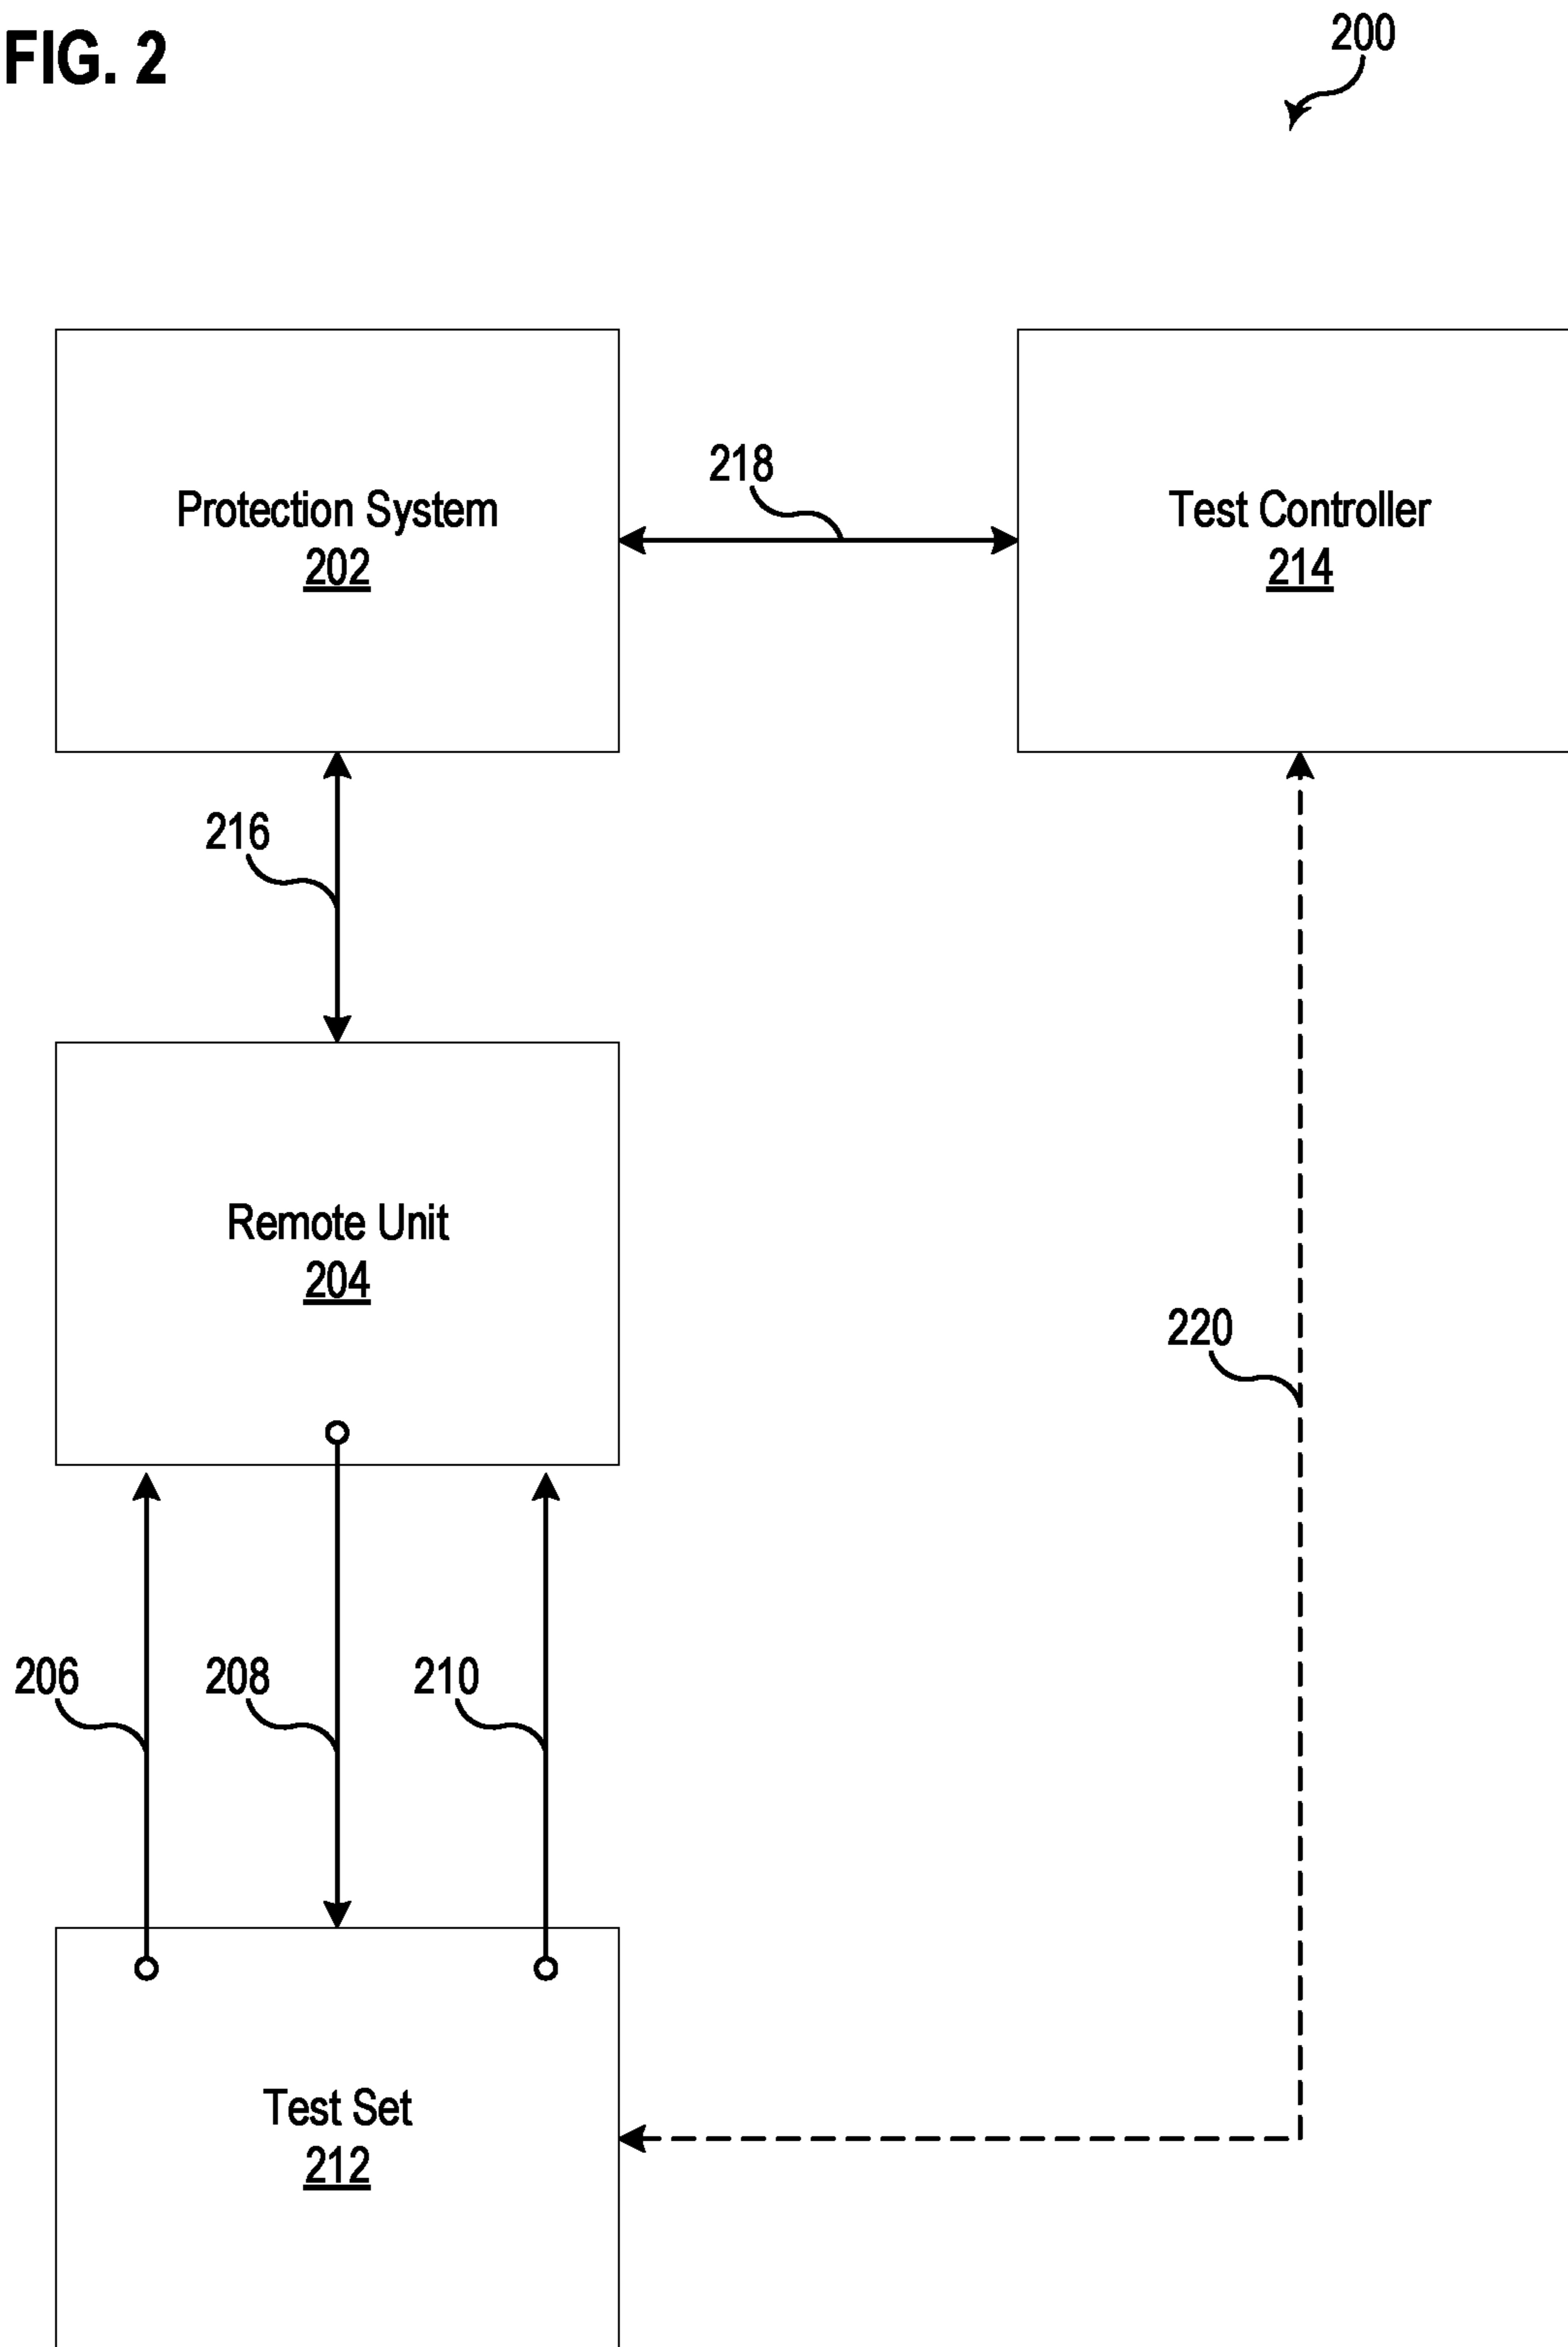 FIG. 2
200
Protection System
202
218
Test Controller
214
216
Remote Unit
204
220
206
208
210
Test Set
212